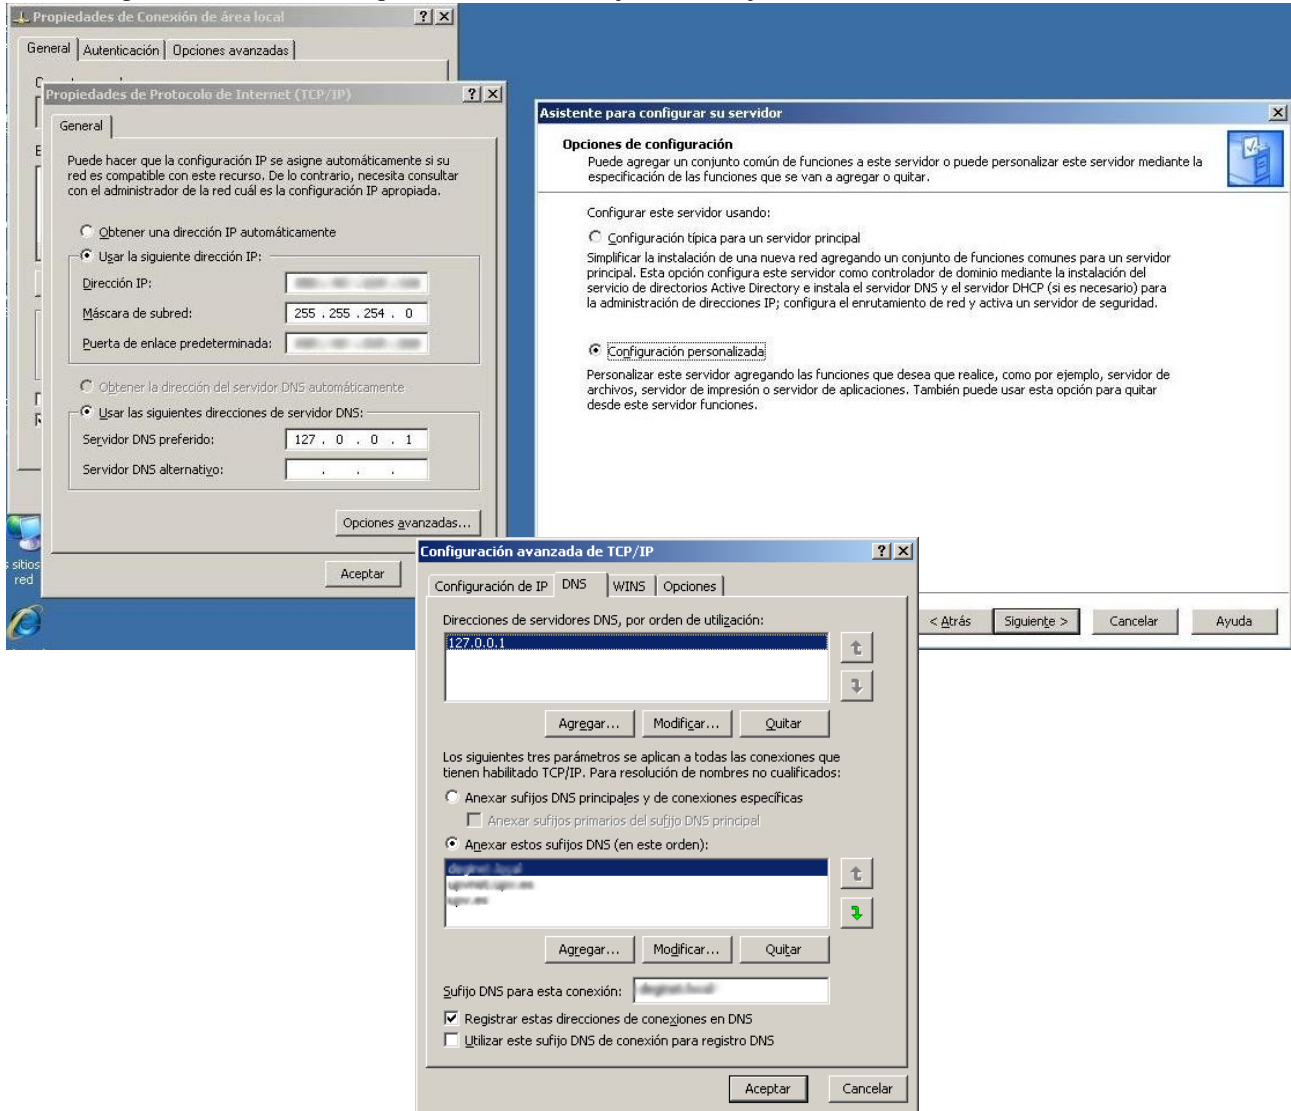 Propiedades de Conexión de área local
General
Autenticación
Opciones avanzadas
Propiedades de Protocolo de Internet (TCP/IP)
General
Puede hacer que la configuración IP se asigne automáticamente si su
red es compatible con este recurso. De lo contrario, necesita consultar
con el administrador de la red cuál es la configuración IP apropiada.
Obtener una dirección IP automáticamente
Usar la siguiente dirección IP:
Dirección IP:
Máscara de subred: 255 . 255 . 254 . 0
Puerta de enlace predeterminada:
Obtener la dirección del servidor DNS automáticamente
Usar las siguientes direcciones de servidor DNS:
Servidor DNS preferido: 127 . 0 . 0 . 1
Servidor DNS alternativo: . . .
Opciones avanzadas...
Aceptar
sitios
red
Asistente para configurar su servidor
Opciones de configuración
Puede agregar un conjunto común de funciones a este servidor o puede personalizar este servidor mediante la
especificación de las funciones que se van a agregar o quitar.
Configurar este servidor usando:
Configuración típica para un servidor principal
Simplificar la instalación de una nueva red agregando un conjunto de funciones comunes para un servidor
principal. Esta opción configura este servidor como controlador de dominio mediante la instalación del
servicio de directorios Active Directory e instala el servidor DNS y el servidor DHCP (si es necesario) para
la administración de direcciones IP; configura el enrutamiento de red y activa un servidor de seguridad.
Configuración personalizada
Personalizar este servidor agregando las funciones que desea que realice, como por ejemplo, servidor de
archivos, servidor de impresión o servidor de aplicaciones. También puede usar esta opción para quitar
desde este servidor funciones.
< Atrás
Siguiente >
Cancelar
Ayuda
Configuración avanzada de TCP/IP
Configuración de IP
DNS
WINS
Opciones
Direcciones de servidores DNS, por orden de utilización:
127.0.0.1
Agregar...
Modificar...
Quitar
Los siguientes tres parámetros se aplican a todas las conexiones que
tienen habilitado TCP/IP. Para resolución de nombres no cualificados:
Anexar sufijos DNS principales y de conexiones específicas
Anexar sufijos primarios del sufijo DNS principal
Anexar estos sufijos DNS (en este orden):
Agregar...
Modificar...
Quitar
Sufijo DNS para esta conexión:
Registrar estas direcciones de conexiones en DNS
Utilizar este sufijo DNS de conexión para registro DNS
Aceptar
Cancelar